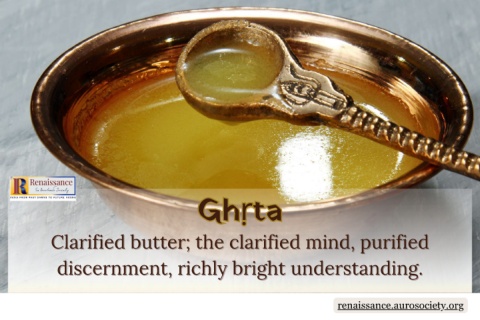 Renaissance
Ghṛta
Clarified butter; the clarified mind, purified
discernment, richly bright understanding.
renaissance.aurosociety.org